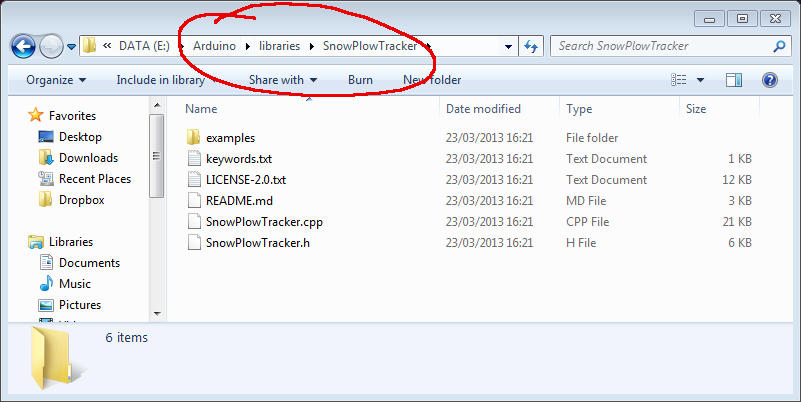 « DATA (E:) ▸ Arduino ▸ libraries ▸ SnowPlowTracker ▸ Search SnowPlowTracker
Organize Include in library Share with Burn New folder
Favorites
Desktop
Downloads
Recent Places
Dropbox
Libraries
Documents
Music
Pictures
Name Date modified Type Size
examples 23/03/2013 16:21 File folder
keywords.txt 23/03/2013 16:21 Text Document 1 KB
LICENSE-2.0.txt 23/03/2013 16:21 Text Document 12 KB
README.md 23/03/2013 16:21 MD File 3 KB
SnowPlowTracker.cpp 23/03/2013 16:21 CPP File 21 KB
SnowPlowTracker.h 23/03/2013 16:21 H File 6 KB
6 items